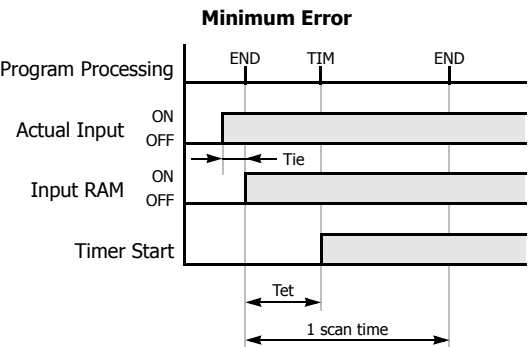 Minimum Error
END TIM END
Program Processing
ON
Actual Input
OFF
Tie
ON
Input RAM
OFF
Timer Start
Tet
1 scan time